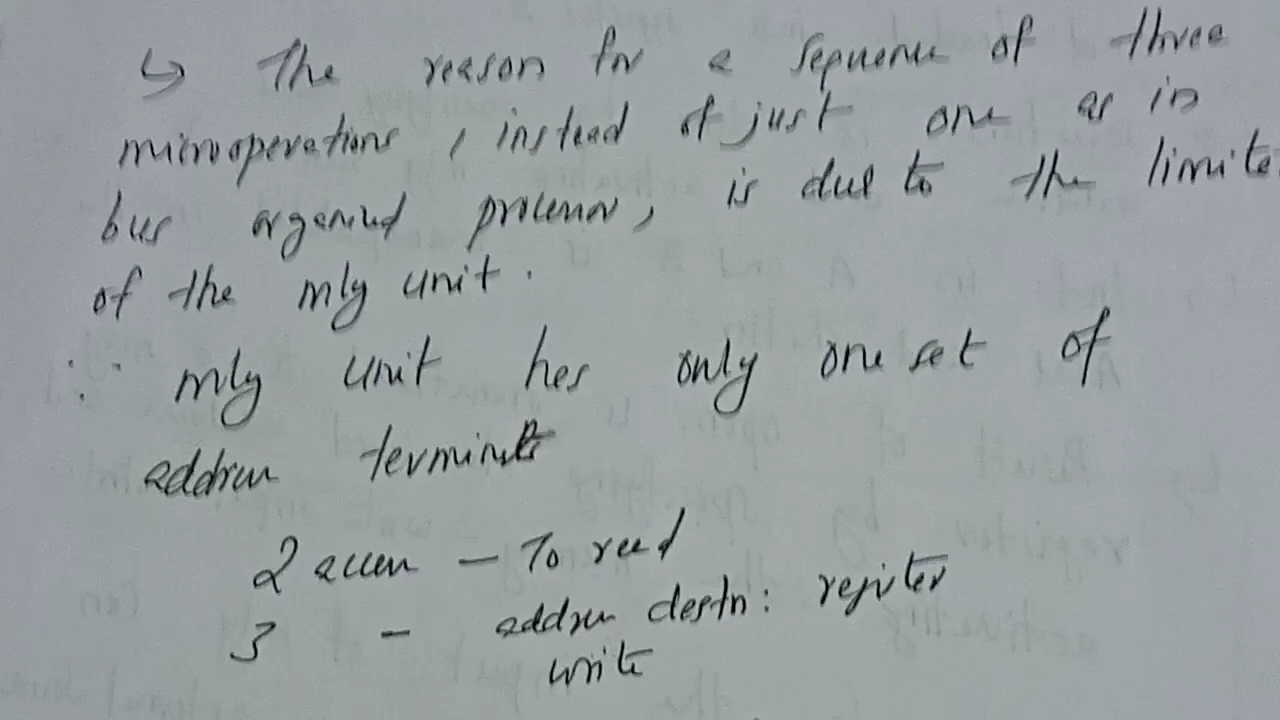 ↳ The reason for a sequence of three
microoperations, instead of just one as in
bus organized processor, is due to the limite
of the mly unit.
∴ mly unit has only one set of
address terminals
2 access – To read
3 – address destn: register
write